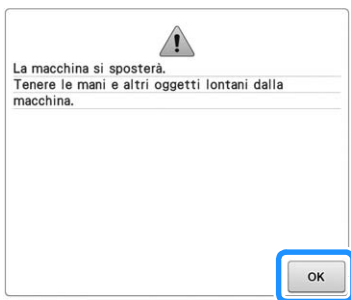 La macchina si sposterà.
Tenere le mani e altri oggetti lontani dalla
macchina.
OK